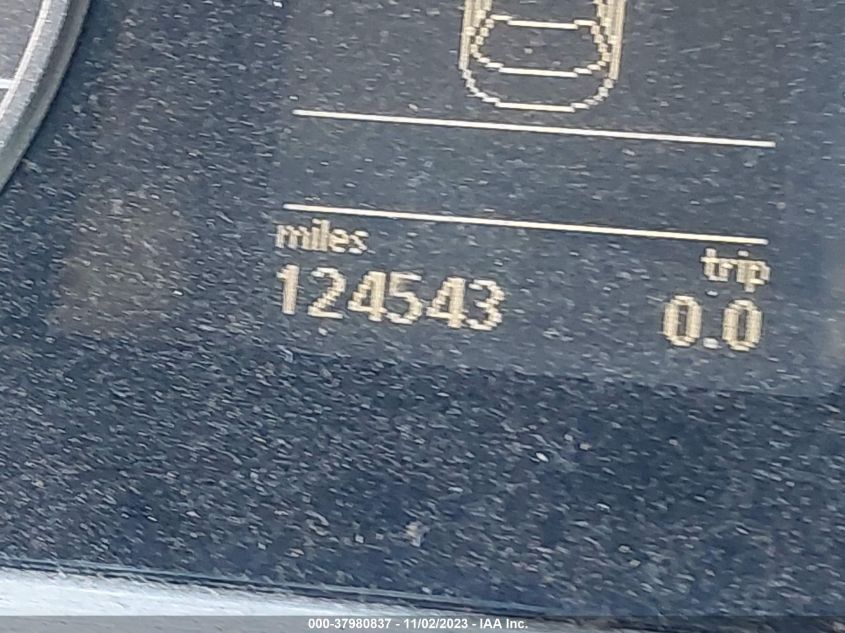 miles
trip
124543
0.0
000-37980837 - 11/02/2023 - IAA Inc.